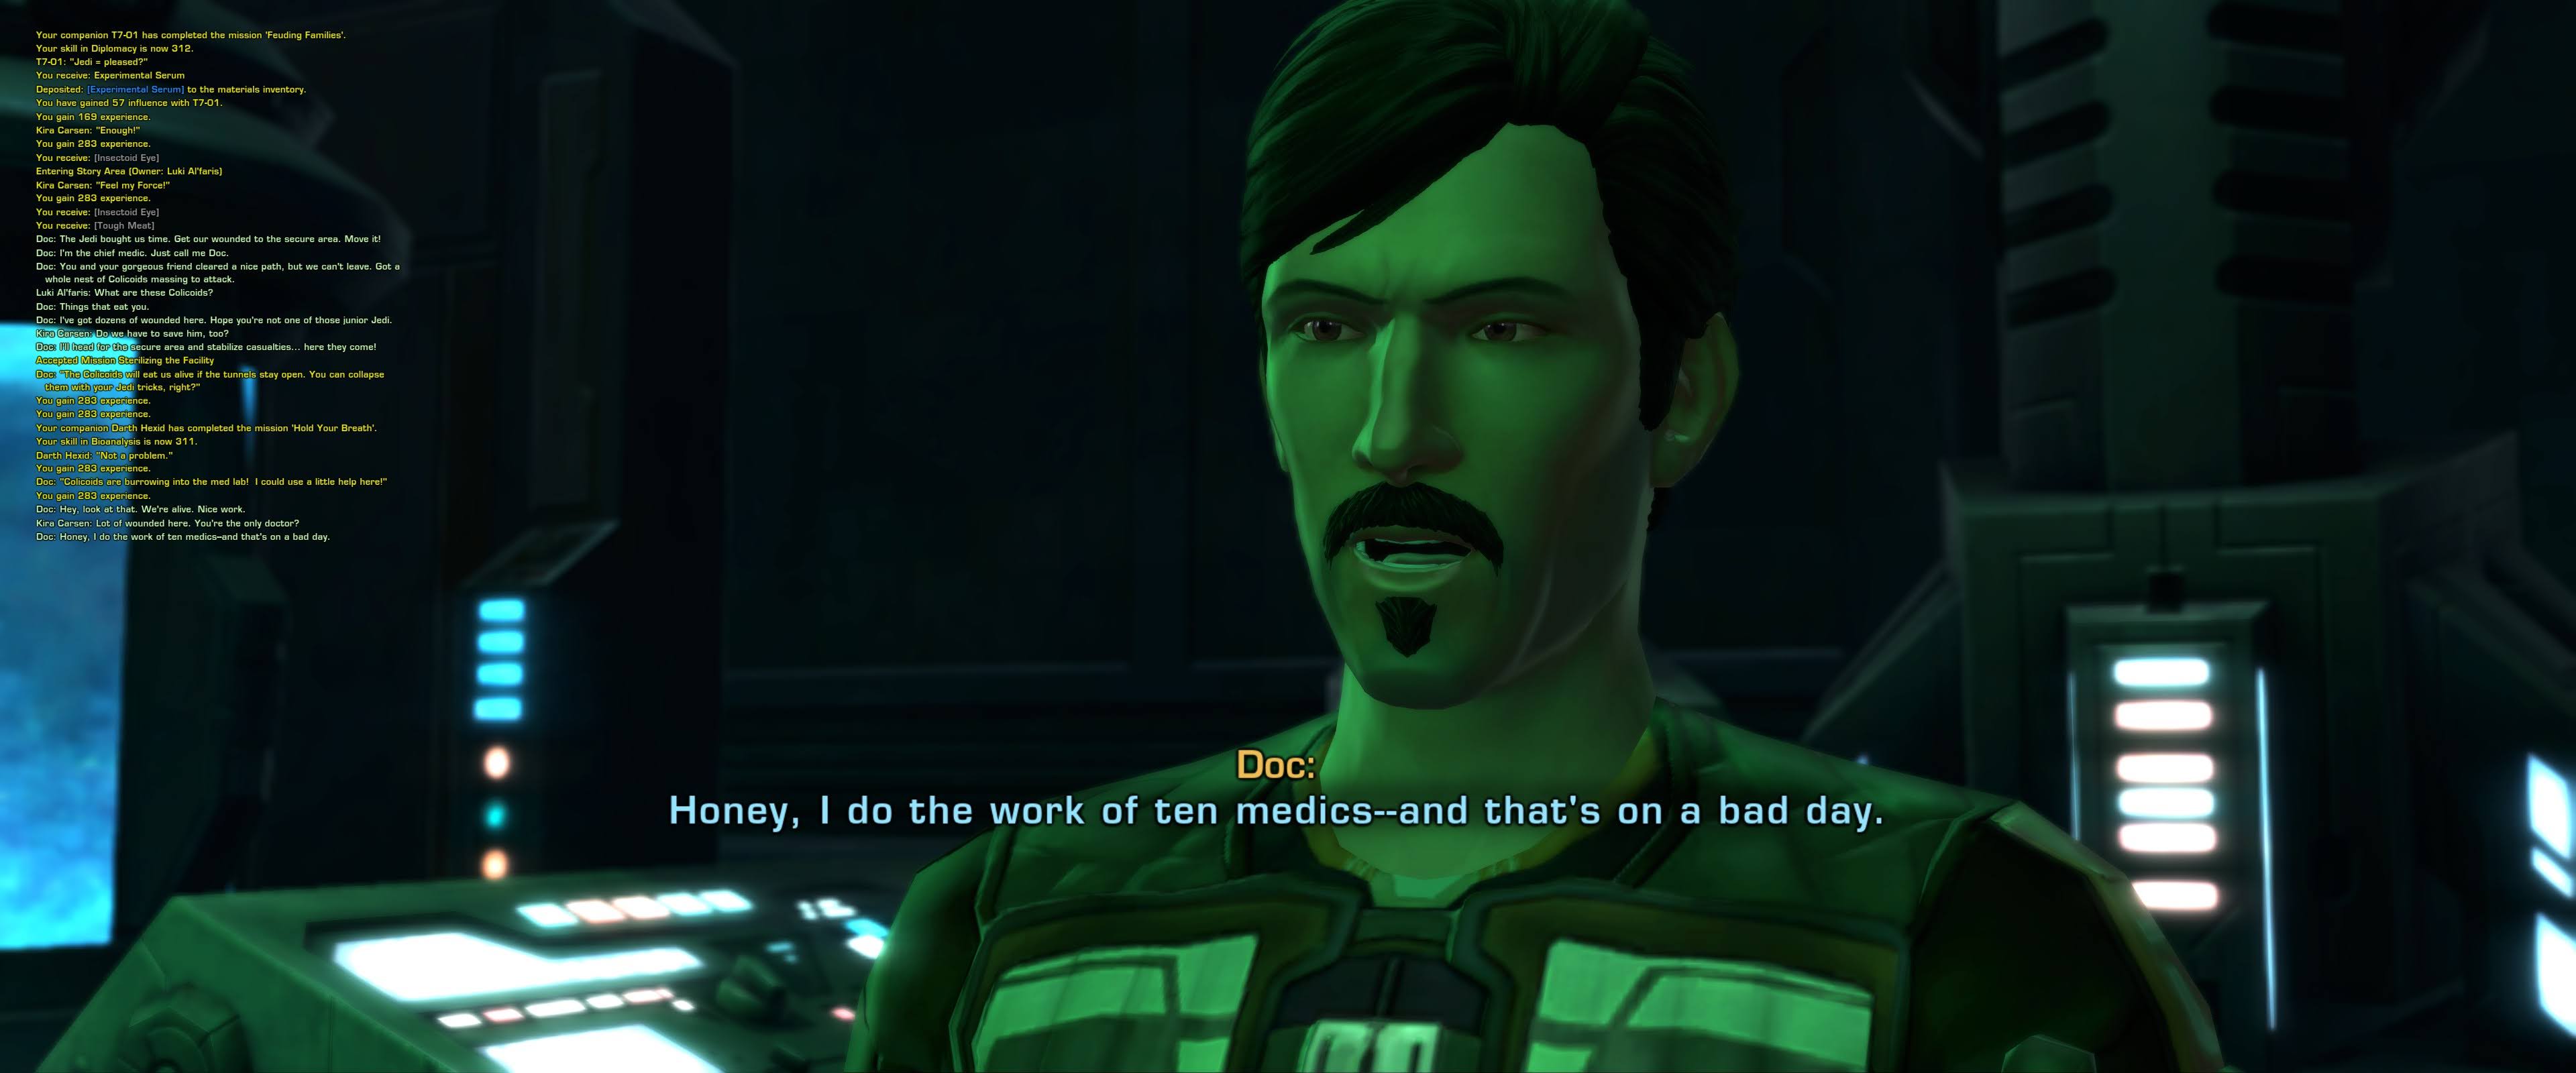 Your companion T7-01 has completed the mission 'Feuding Families'.
Your skill in Diplomacy is now 312.
T7-01: "Jedi = pleased?"
You receive: Experimental Serum
Deposited: [Experimental Serum] to the materials inventory.
You have gained 57 influence with T7-01.
You gain 169 experience.
Kira Carsen: "Enough!"
You gain 283 experience.
You receive: [Insectoid Eye]
Entering Story Area (Owner: Luki Al'faris)
Kira Carsen: "Feel my Force!"
You gain 283 experience.
You receive: [Insectoid Eye]
You receive: [Tough Meat]
Doc: The Jedi bought us time. Get our wounded to the secure area. Move it!
Doc: I'm the chief medic. Just call me Doc.
Doc: You and your gorgeous friend cleared a nice path, but we can't leave. Got a
whole nest of Colicoids massing to attack.
Luki Al'faris: What are these Colicoids?
Doc: Things that eat you.
Doc: I've got dozens of wounded here. Hope you're not one of those junior Jedi.
Kira Carsen: Do we have to save him, too?
Doc: I'll head for the secure area and stabilize casualties... here they come!
Accepted Mission Sterilizing the Facility
Doc: "The Colicoids will eat us alive if the tunnels stay open. You can collapse
them with your Jedi tricks, right?"
You gain 283 experience.
You gain 283 experience.
Your companion Darth Hexid has completed the mission 'Hold Your Breath'.
Your skill in Bioanalysis is now 311.
Darth Hexid: "Not a problem."
You gain 283 experience.
Doc: "Colicoids are burrowing into the med lab!  I could use a little help here!"
You gain 283 experience.
Doc: Hey, look at that. We're alive. Nice work.
Kira Carsen: Lot of wounded here. You're the only doctor?
Doc: Honey, I do the work of ten medics--and that's on a bad day.
Doc:
Honey, I do the work of ten medics--and that's on a bad day.